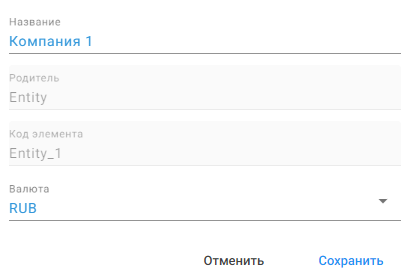 Название
Компания 1
Родитель
Entity
Код элемента
Entity_1
Валюта
RUB
Отменить Сохранить